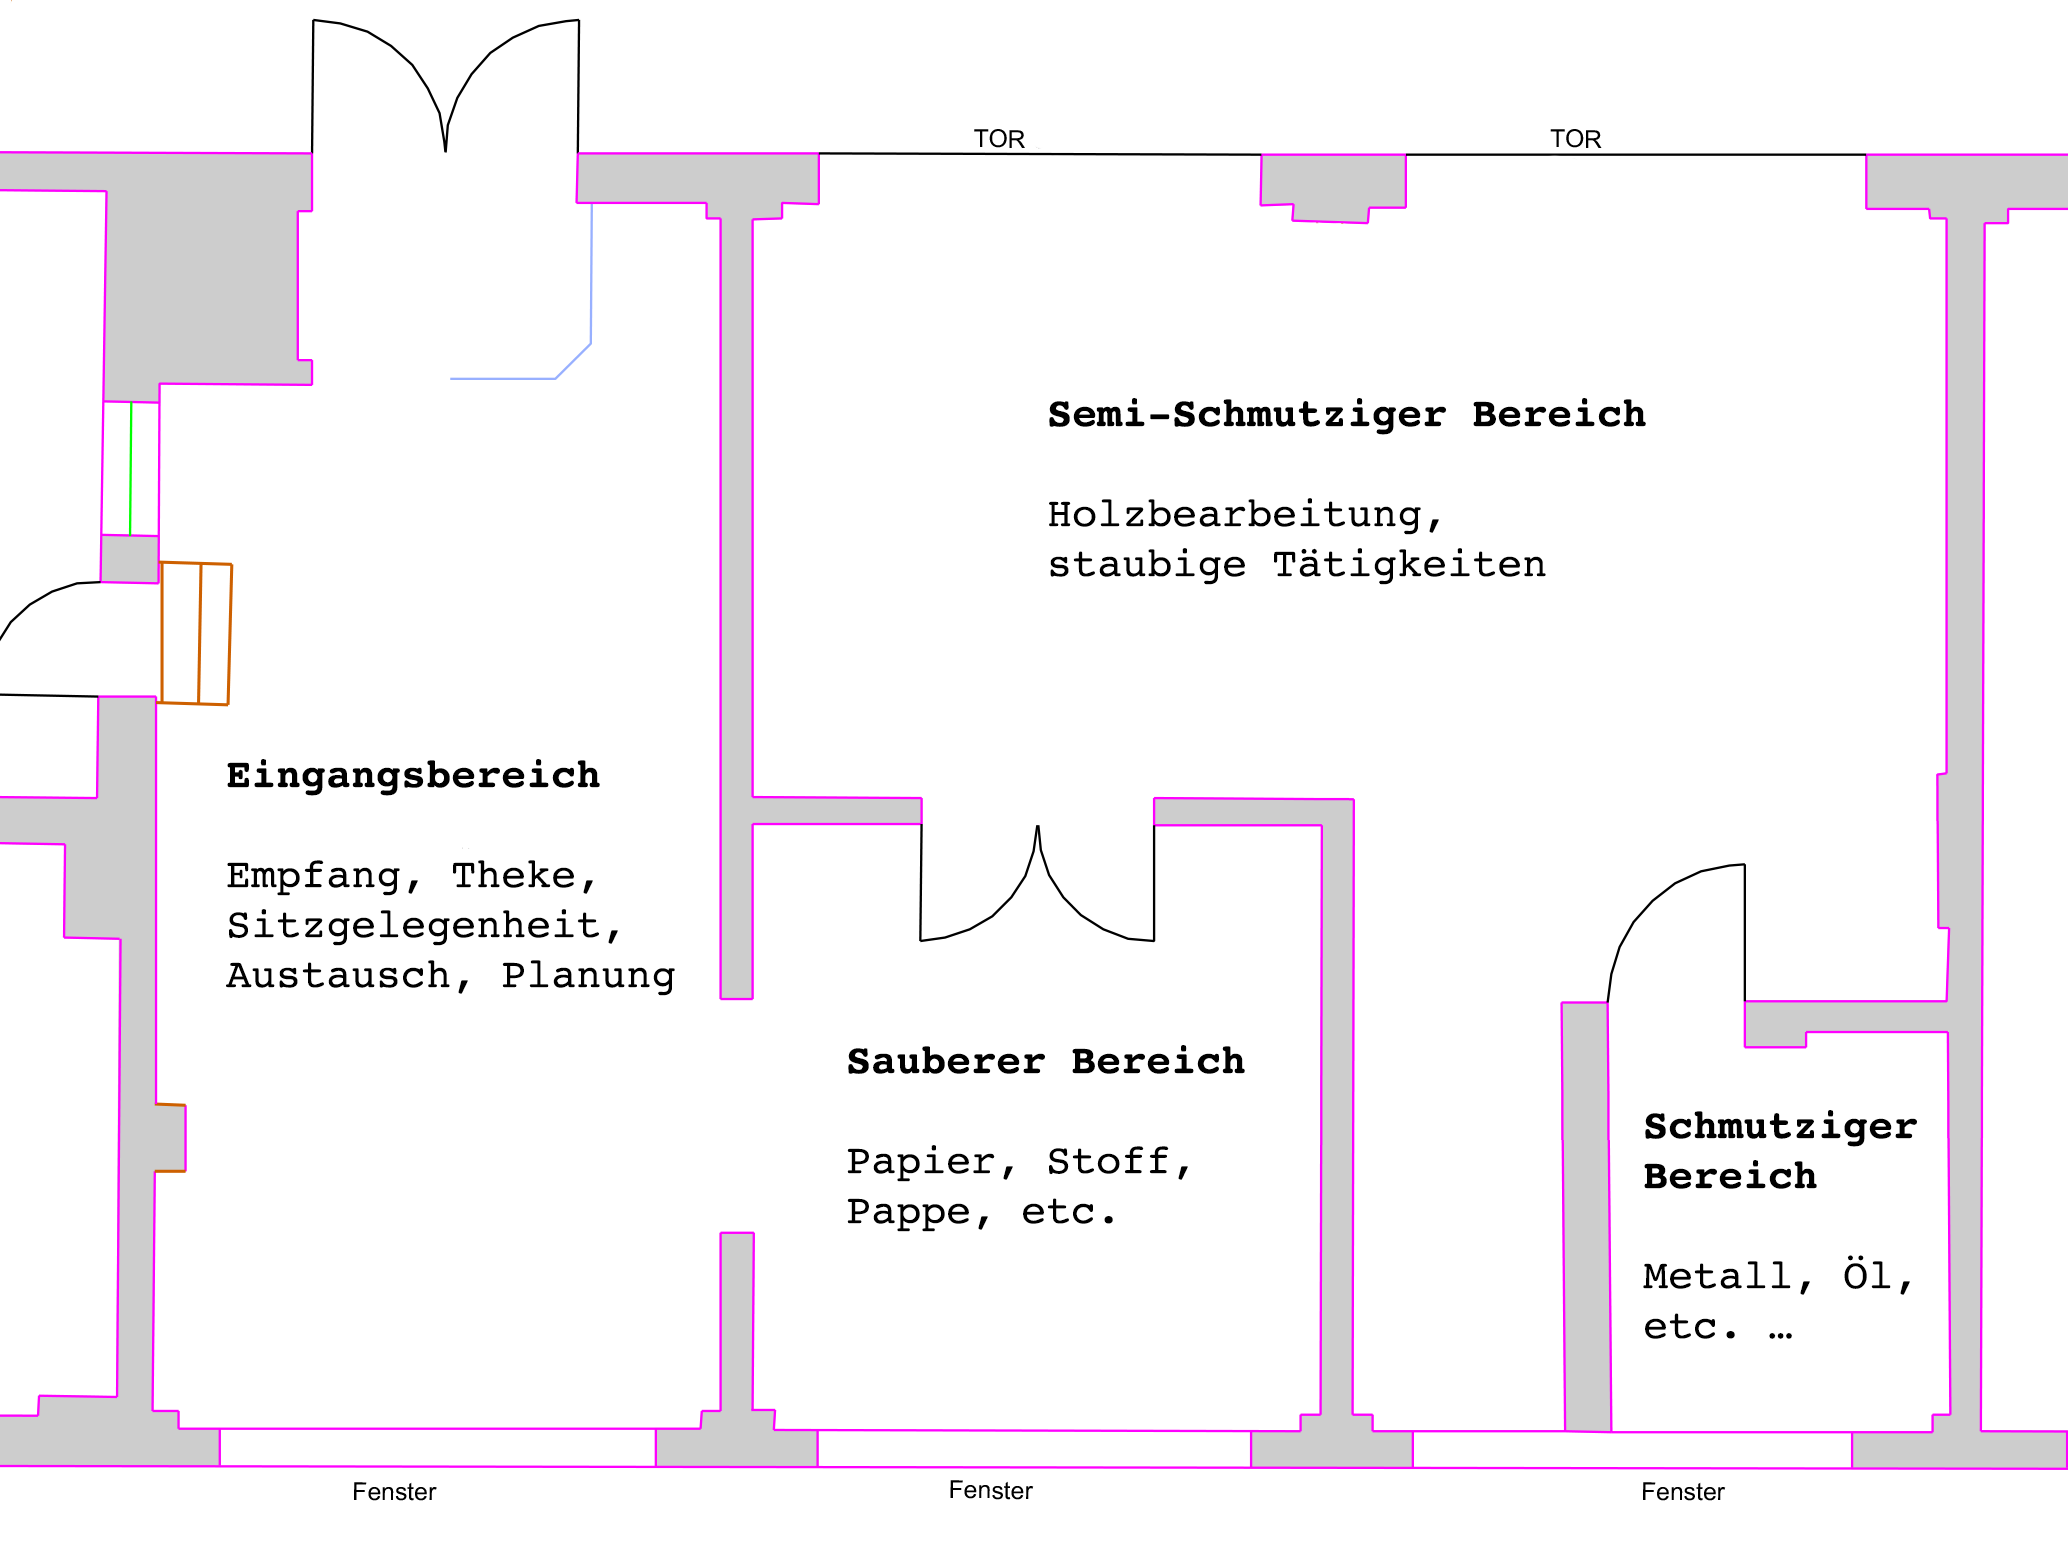 TOR
TOR
Semi-Schmutziger Bereich
Holzbearbeitung,
staubige Tätigkeiten
Eingangsbereich
Empfang, Theke,
Sitzgelegenheit,
Austausch, Planung
Sauberer Bereich
Papier, Stoff,
Pappe, etc.
Schmutziger
Bereich
Metall, Öl,
etc. …
Fenster
Fenster
Fenster